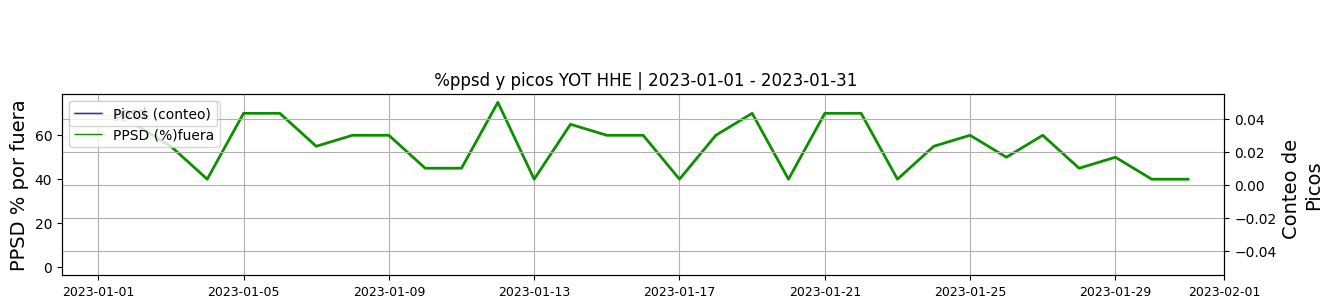 %ppsd y picos YOT HHE | 2023-01-01 - 2023-01-31
Picos (conteo)
PPSD (%)fuera
PPSD % por fuera
60
40
20
0
0.04
0.02
0.00
−0.02
−0.04
Conteo de
Picos
2023-01-01 2023-01-05 2023-01-09 2023-01-13 2023-01-17 2023-01-21 2023-01-25 2023-01-29 2023-02-01